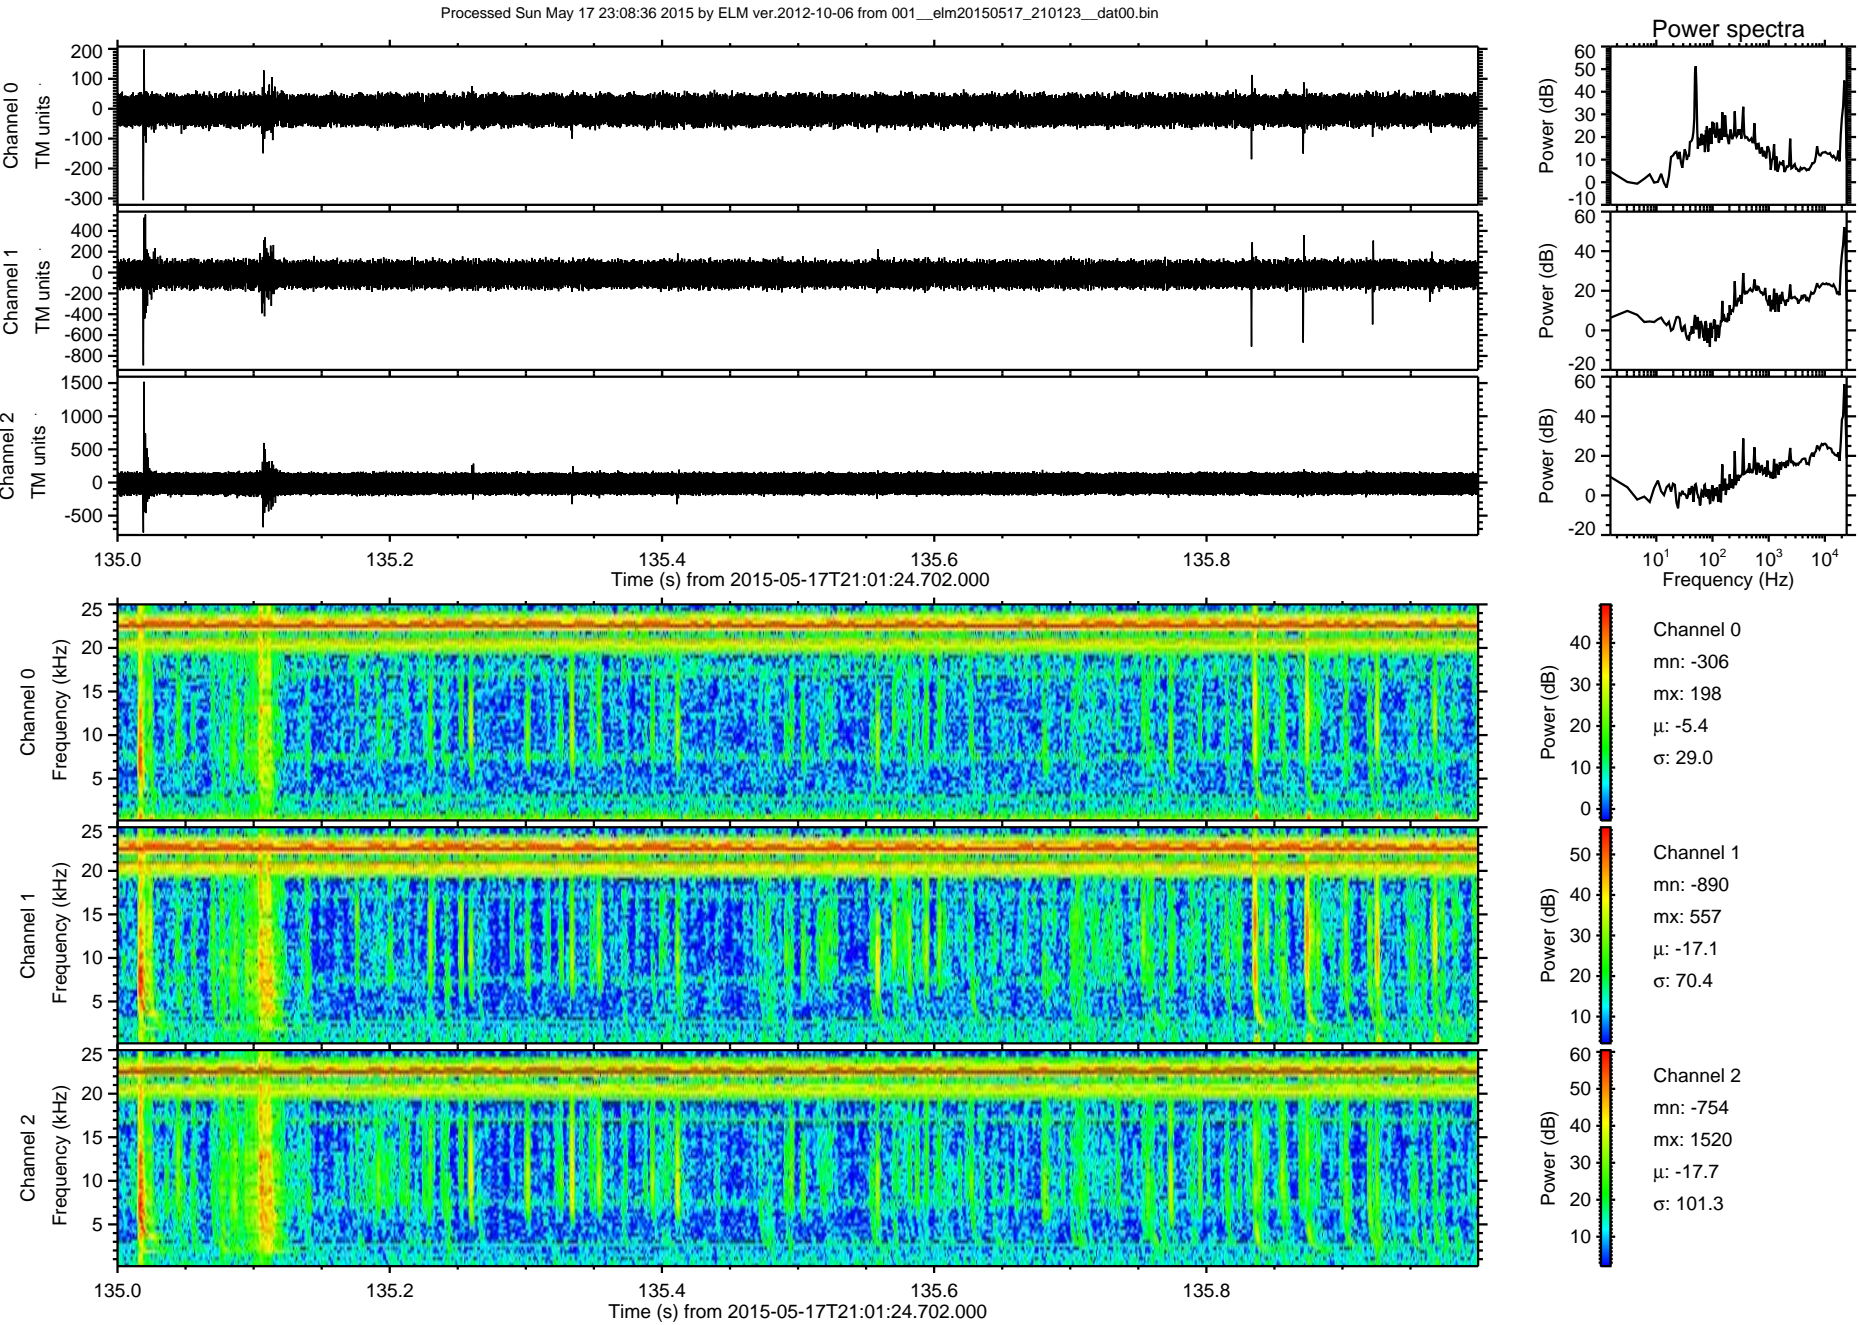 Processed Sun May 17 23:08:36 2015 by ELM ver.2012-10-06 from 001__elm20150517_210123__dat00.bin
Power spectra
Channel 0
TM units
200
100
0
-100
-200
-300
Power (dB)
60
50
40
30
20
10
0
-10
Channel 1
TM units
400
200
0
-200
-400
-600
-800
Power (dB)
60
40
20
0
-20
Channel 2
TM units
1500
1000
500
0
-500
Power (dB)
60
40
20
0
-20
135.0 135.2 135.4 135.6 135.8
Time (s) from 2015-05-17T21:01:24.702.000
10¹ 10² 10³ 10⁴
Frequency (Hz)
Channel 0
Frequency (kHz)
25
20
15
10
5
Power (dB)
40
30
20
10
0
Channel 0
mn: -306
mx: 198
μ: -5.4
σ: 29.0
Channel 1
Frequency (kHz)
25
20
15
10
5
Power (dB)
50
40
30
20
10
Channel 1
mn: -890
mx: 557
μ: -17.1
σ: 70.4
Channel 2
Frequency (kHz)
25
20
15
10
5
Power (dB)
60
50
40
30
20
10
Channel 2
mn: -754
mx: 1520
μ: -17.7
σ: 101.3
135.0 135.2 135.4 135.6 135.8
Time (s) from 2015-05-17T21:01:24.702.000